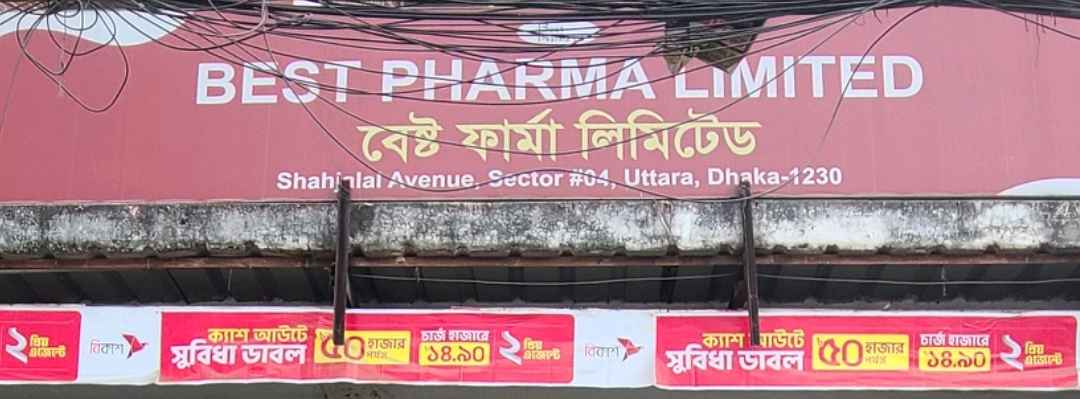 BEST PHARMA LIMITED
বেষ্ট ফার্মা লিমিটেড
Shahjalal Avenue, Sector #04, Uttara, Dhaka-1230
২ প্রিয় এজেন্ট
বিকাশ
ক্যাশ আউটে
সুবিধা ডাবল
৳৫০ হাজার পর্যন্ত
চার্জ হাজারে
১৪.৯০
২ প্রিয় এজেন্ট
বিকাশ
ক্যাশ আউটে
সুবিধা ডাবল
৳৫০ হাজার পর্যন্ত
চার্জ হাজারে
১৪.৯০
২ প্রিয় এজেন্ট